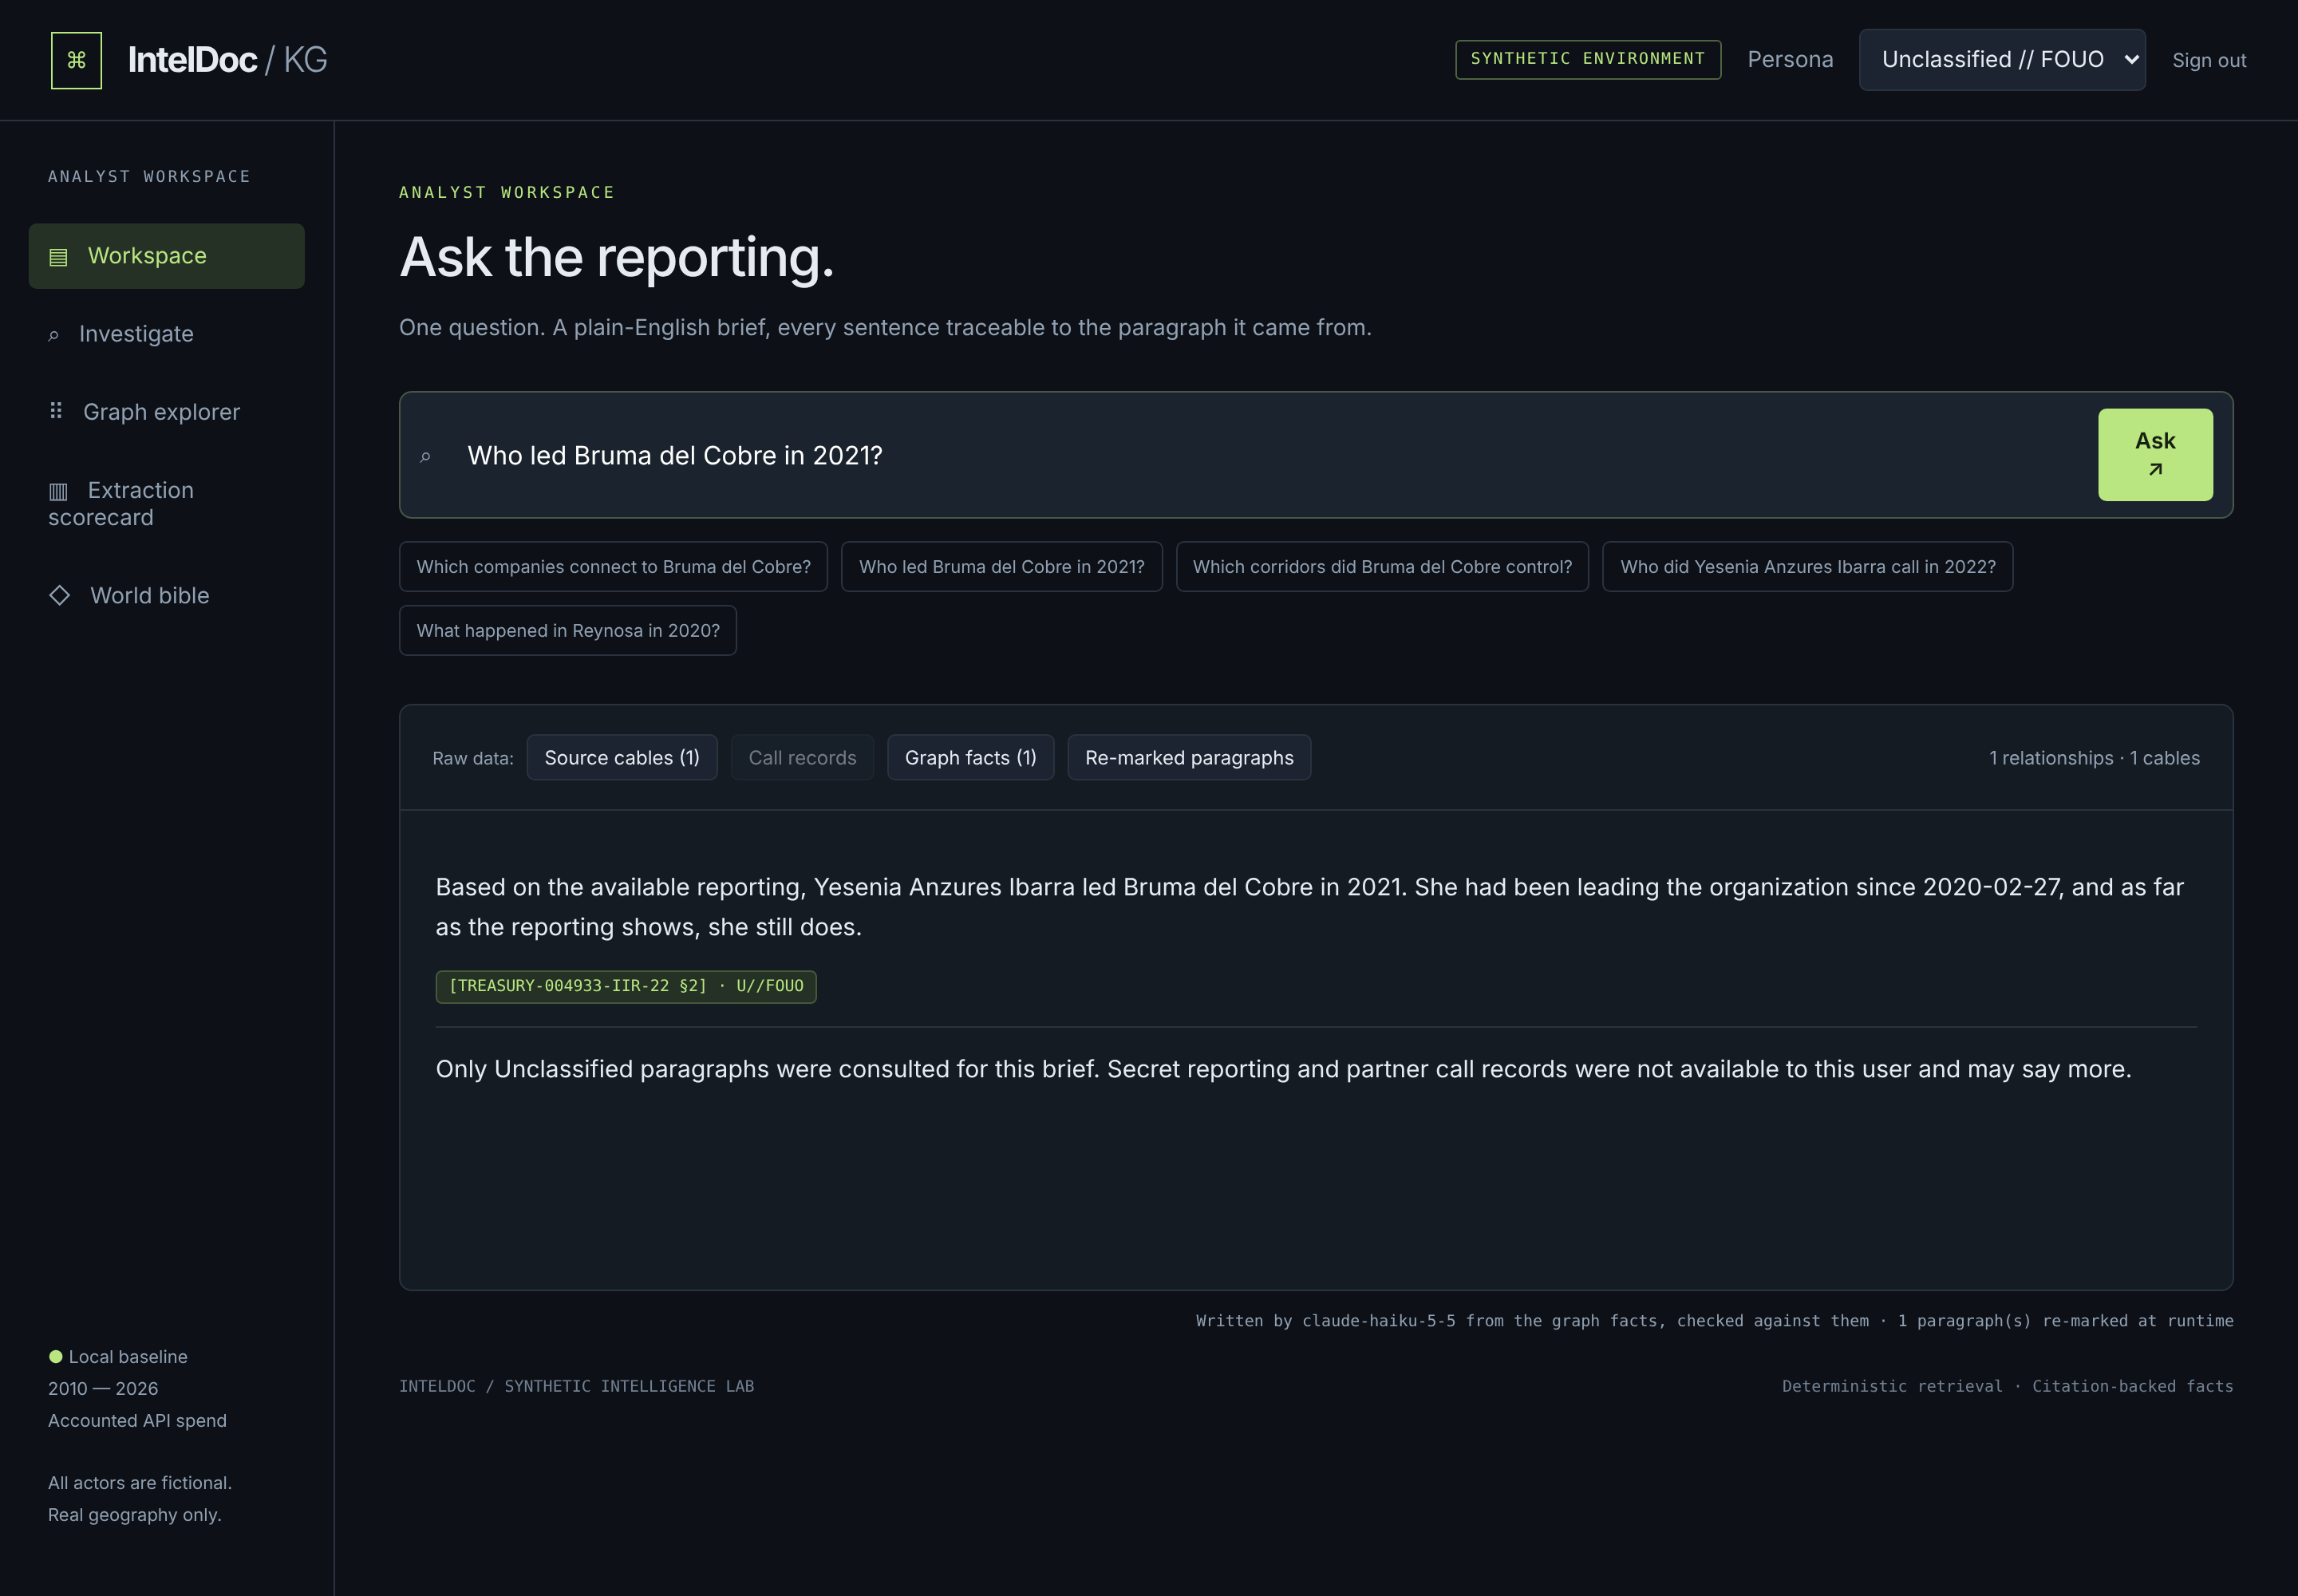 ⌘ IntelDoc / KG
SYNTHETIC ENVIRONMENT
Persona
Unclassified // FOUO
Sign out
ANALYST WORKSPACE
Workspace
Investigate
Graph explorer
Extraction
scorecard
World bible
Local baseline
2010 — 2026
Accounted API spend
All actors are fictional.
Real geography only.
ANALYST WORKSPACE
Ask the reporting.
One question. A plain-English brief, every sentence traceable to the paragraph it came from.
Who led Bruma del Cobre in 2021?
Ask
↗
Which companies connect to Bruma del Cobre?
Who led Bruma del Cobre in 2021?
Which corridors did Bruma del Cobre control?
Who did Yesenia Anzures Ibarra call in 2022?
What happened in Reynosa in 2020?
Raw data:
Source cables (1)
Call records
Graph facts (1)
Re-marked paragraphs
1 relationships · 1 cables
Based on the available reporting, Yesenia Anzures Ibarra led Bruma del Cobre in 2021. She had been leading the organization since 2020-02-27, and as far
as the reporting shows, she still does.
[TREASURY-004933-IIR-22 §2] · U//FOUO
Only Unclassified paragraphs were consulted for this brief. Secret reporting and partner call records were not available to this user and may say more.
Written by claude-haiku-5-5 from the graph facts, checked against them · 1 paragraph(s) re-marked at runtime
INTELDOC / SYNTHETIC INTELLIGENCE LAB
Deterministic retrieval · Citation-backed facts